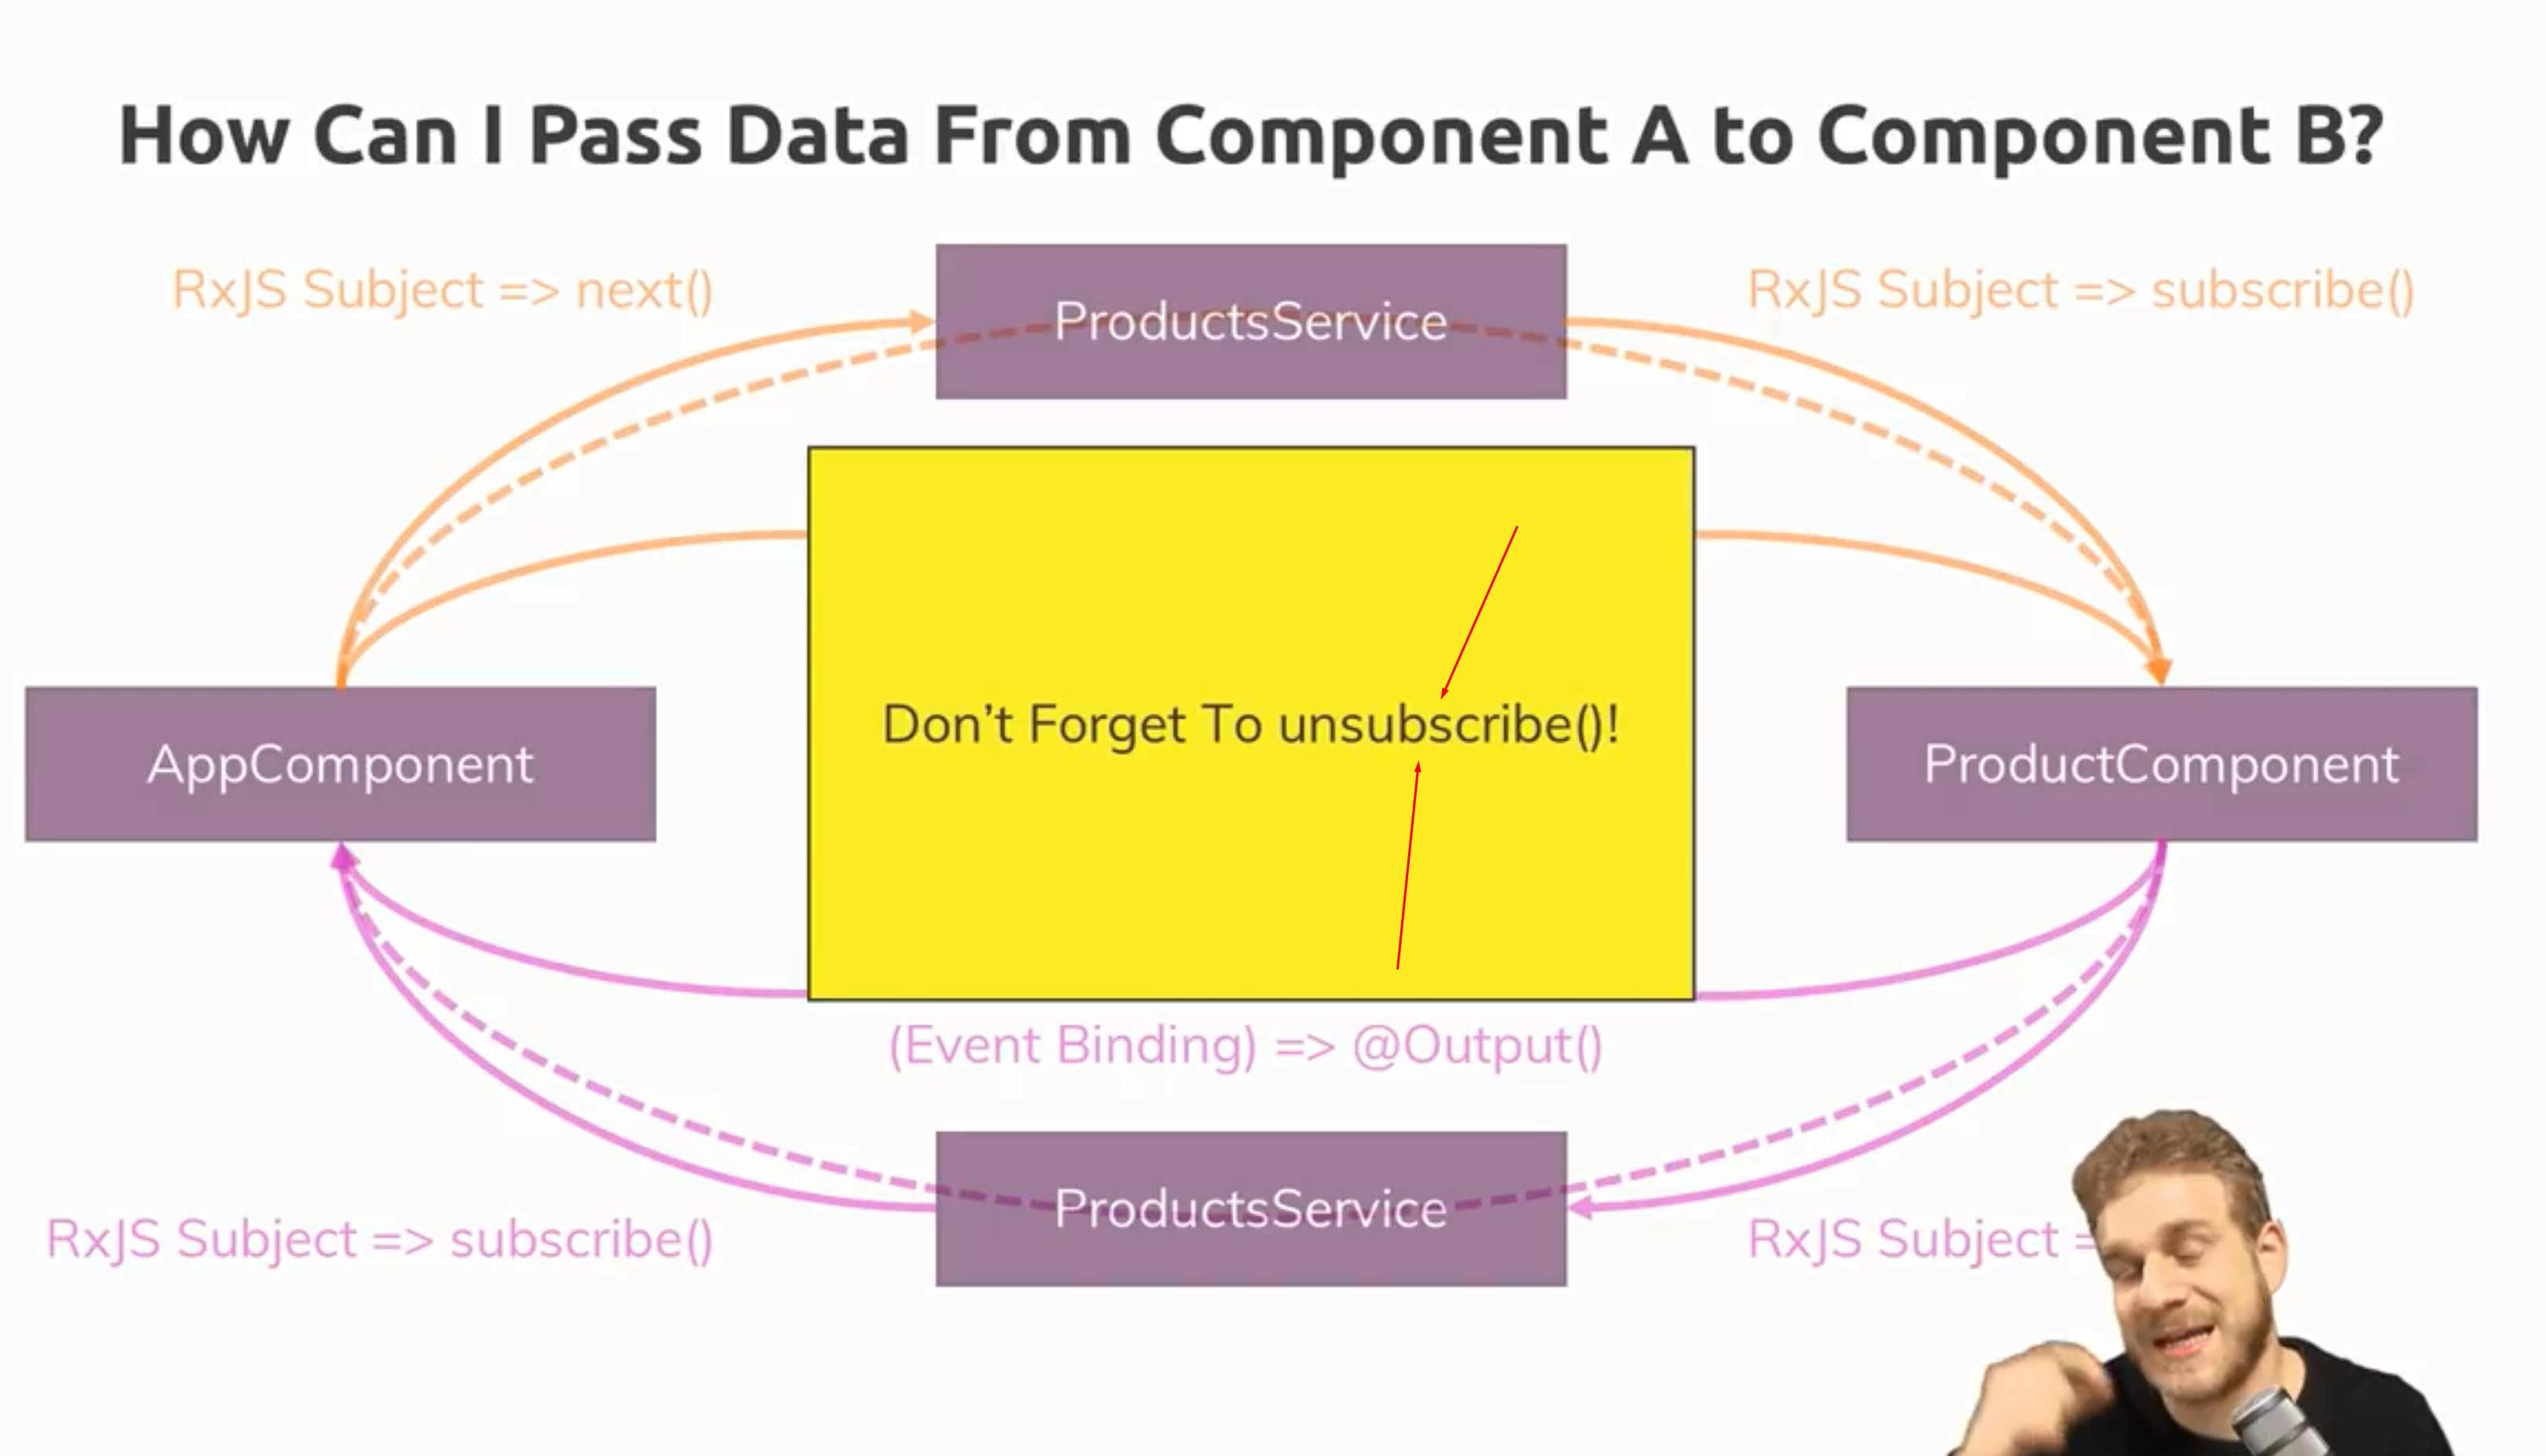 How Can I Pass Data From Component A to Component B?
RxJS Subject => next()
ProductsService
RxJS Subject => subscribe()
Don’t Forget To unsubscribe()!
AppComponent
ProductComponent
(Event Binding) => @Output()
ProductsService
RxJS Subject => subscribe()
RxJS Subject =